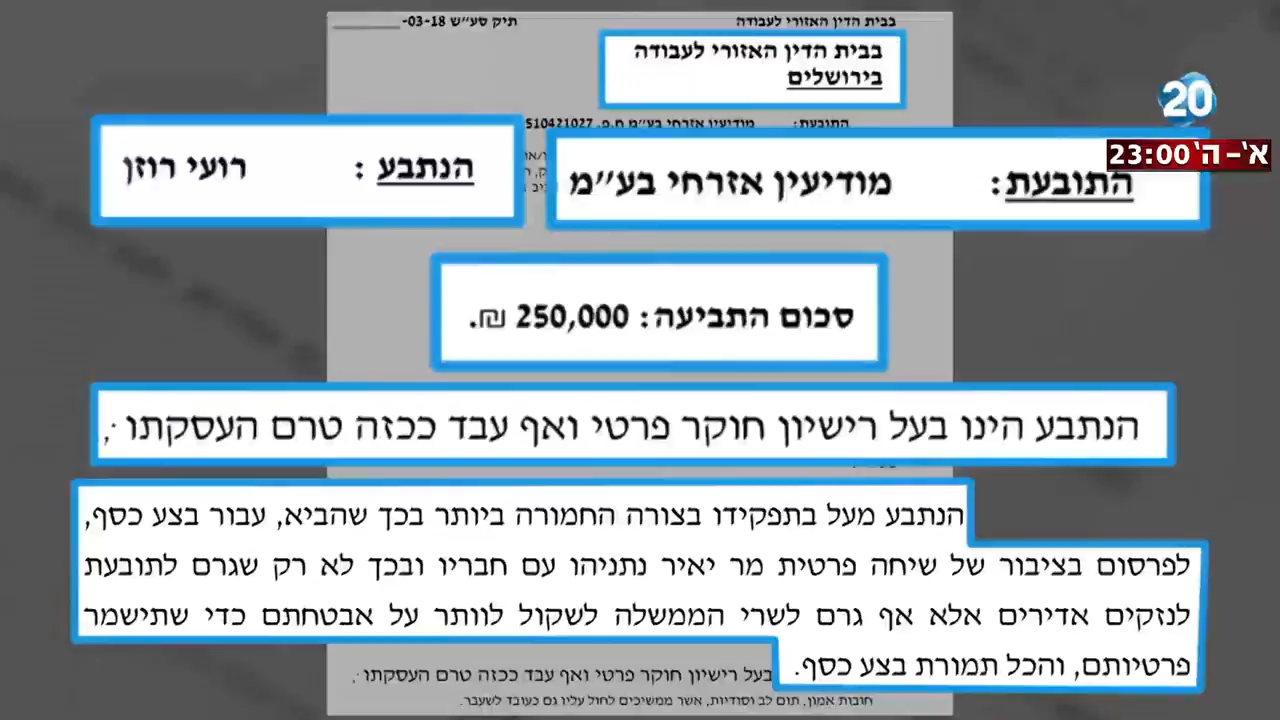 בבית הדין האזורי לעבודה
תיק סע״ש 03-18-
בבית הדין האזורי לעבודה
בירושלים
20
א'-ה' 23:00
התובעת: מודיעין אזרחי בע״מ ח.פ. 510421027
התובעת: מודיעין אזרחי בע״מ
הנתבע: רועי רוזן
סכום התביעה: 250,000 ₪.
הנתבע הינו בעל רישיון חוקר פרטי ואף עבד ככזה טרם העסקתו
הנתבע מעל בתפקידו בצורה החמורה ביותר בכך שהביא, עבור בצע כסף,
לפרסום בציבור של שיחה פרטית מר יאיר נתניהו עם חבריו ובכך לא רק שגרם לתובעת
לנזקים אדירים אלא אף גרם לשרי הממשלה לשקול לוותר על אבטחתם כדי שתישמר
פרטיותם, והכל תמורת בצע כסף.
בעל רישיון חוקר פרטי ואף עבד ככזה טרם העסקתו
חובות אמון, תום לב וסודיות, אשר ממשיכים לחול עליו גם כעובד לשעבר.